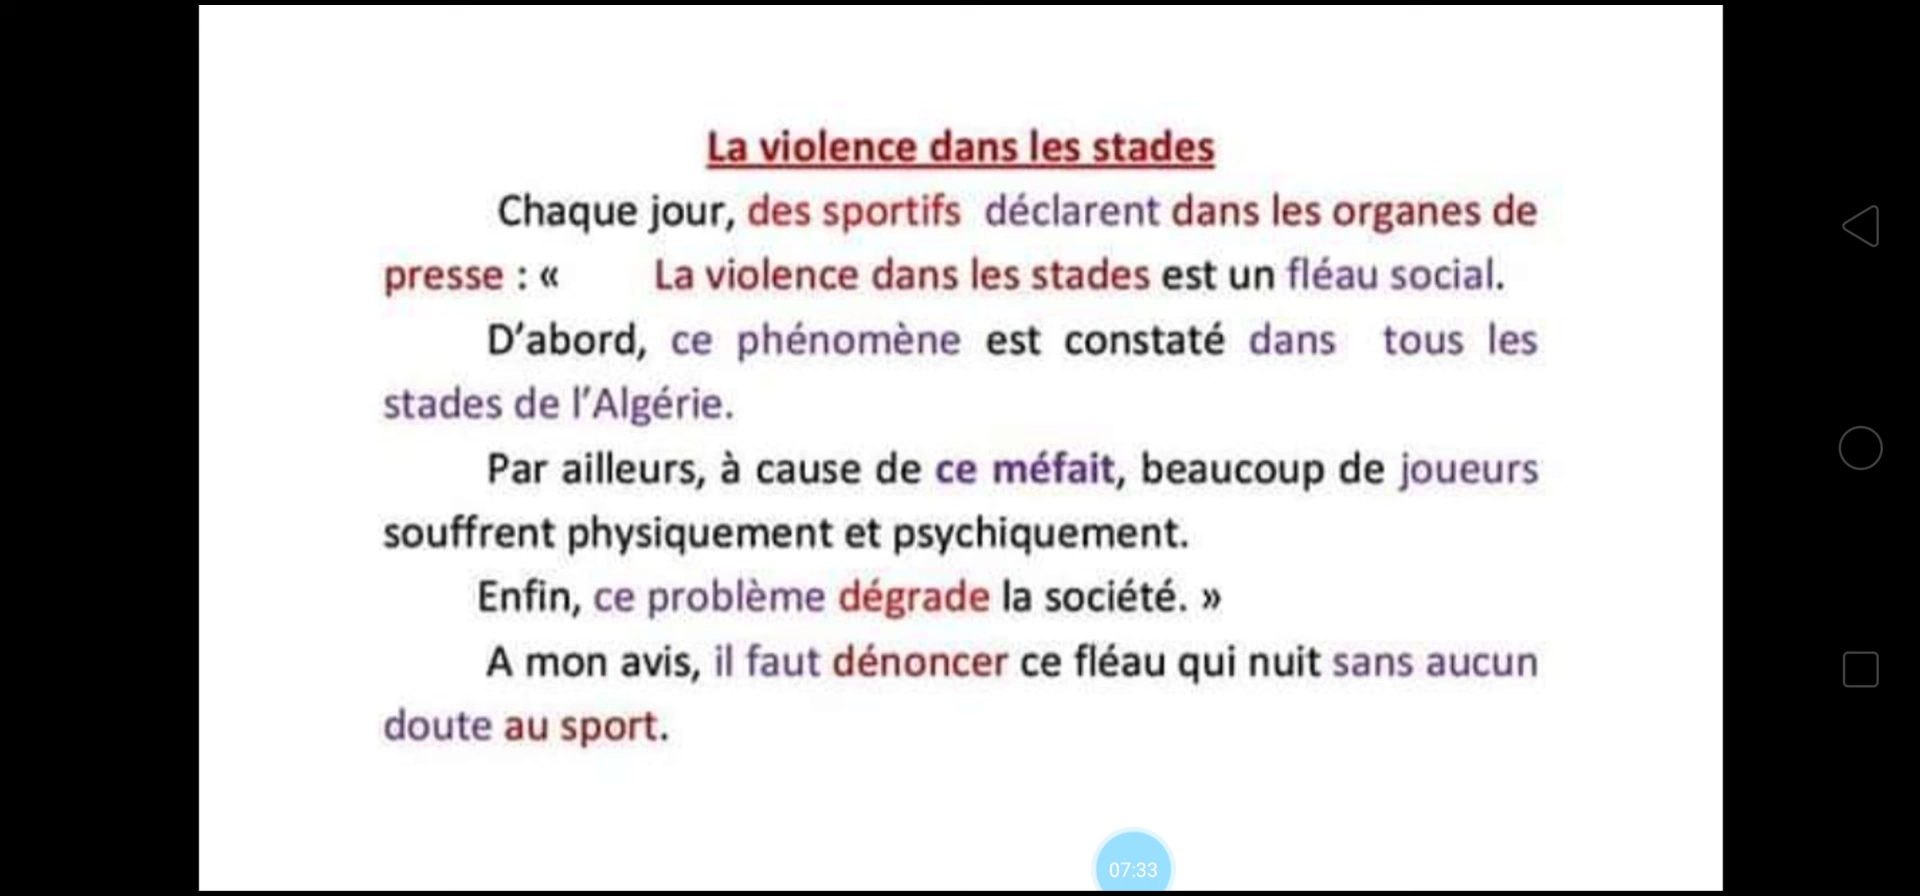 La violence dans les stades
Chaque jour, des sportifs déclarent dans les organes de
presse : « La violence dans les stades est un fléau social.
D’abord, ce phénomène est constaté dans tous les
stades de l’Algérie.
Par ailleurs, à cause de ce méfait, beaucoup de joueurs
souffrent physiquement et psychiquement.
Enfin, ce problème dégrade la société. »
A mon avis, il faut dénoncer ce fléau qui nuit sans aucun
doute au sport.
07:33